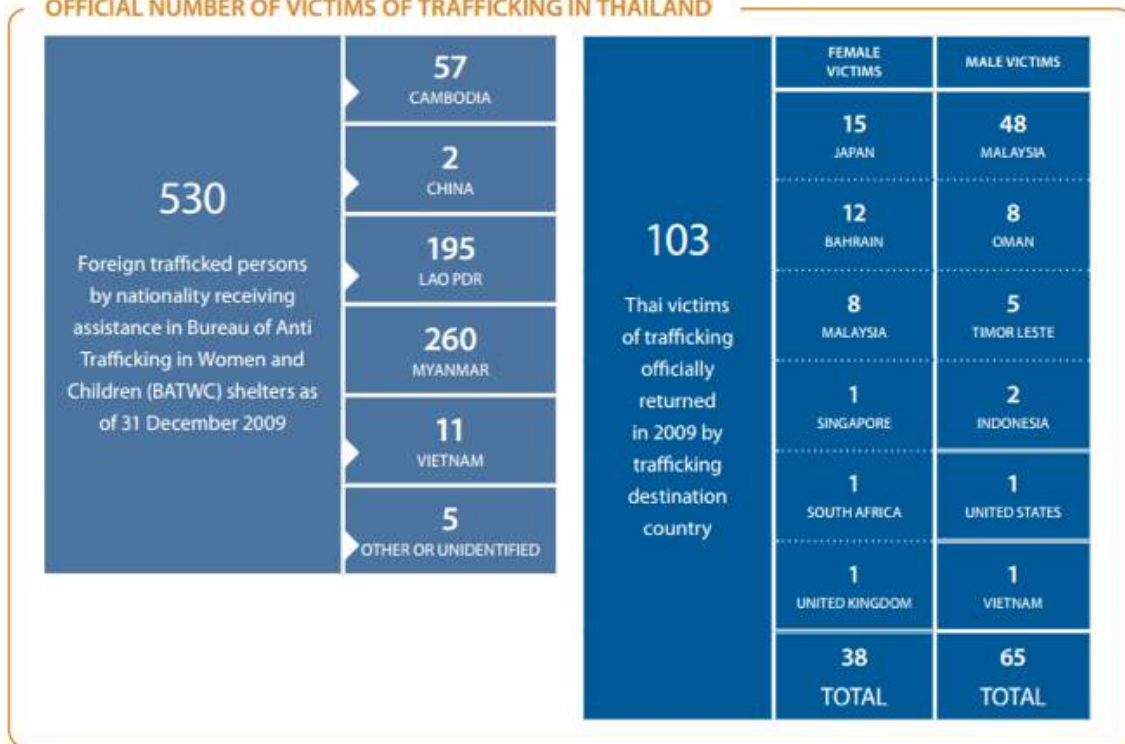 OFFICIAL NUMBER OF VICTIMS OF TRAFFICKING IN THAILAND
530
Foreign trafficked persons
by nationality receiving
assistance in Bureau of Anti
Trafficking in Women and
Children (BATWC) shelters as
of 31 December 2009
57
CAMBODIA
2
CHINA
195
LAO PDR
260
MYANMAR
11
VIETNAM
5
OTHER OR UNIDENTIFIED
103
Thai victims
of trafficking
officially
returned
in 2009 by
trafficking
destination
country
FEMALE
VICTIMS
15
JAPAN
12
BAHRAIN
8
MALAYSIA
1
SINGAPORE
1
SOUTH AFRICA
1
UNITED KINGDOM
38
TOTAL
MALE VICTIMS
48
MALAYSIA
8
OMAN
5
TIMOR LESTE
2
INDONESIA
1
UNITED STATES
1
VIETNAM
65
TOTAL